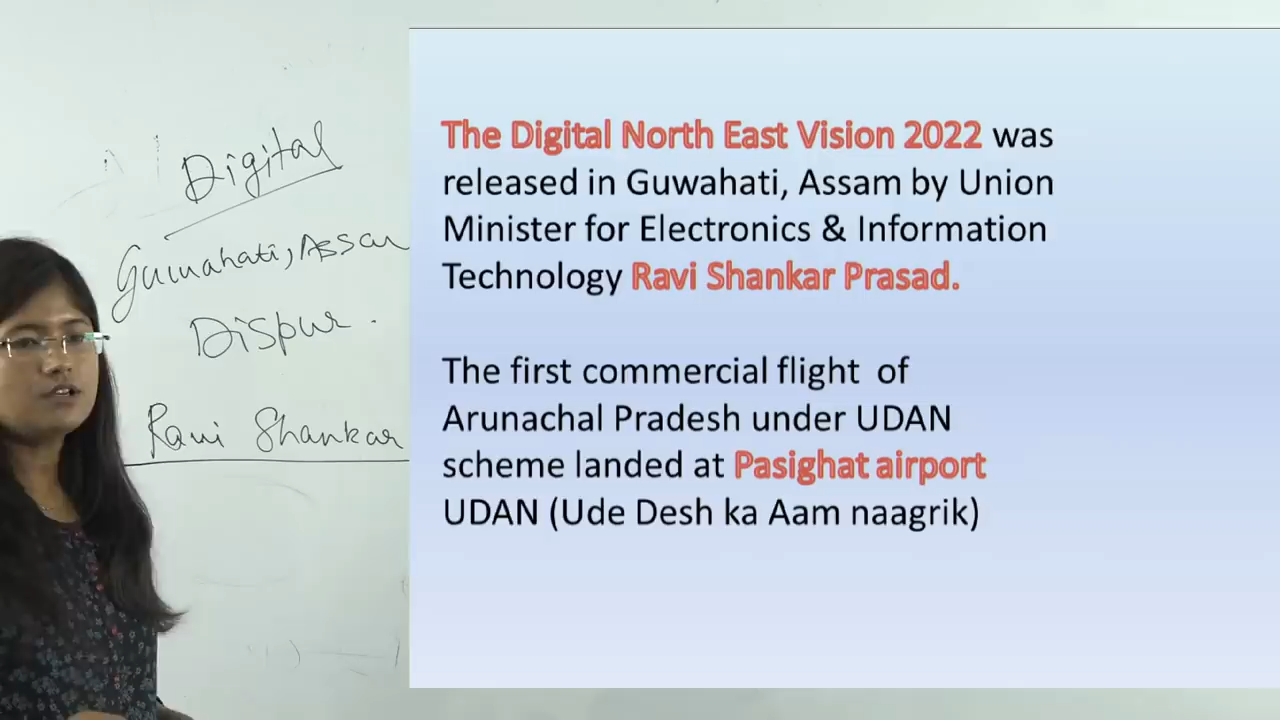 Digital
Guwahati, Assam
Dispur.
Ravi Shankar
The Digital North East Vision 2022 was
released in Guwahati, Assam by Union
Minister for Electronics & Information
Technology Ravi Shankar Prasad.
The first commercial flight of
Arunachal Pradesh under UDAN
scheme landed at Pasighat airport
UDAN (Ude Desh ka Aam naagrik)